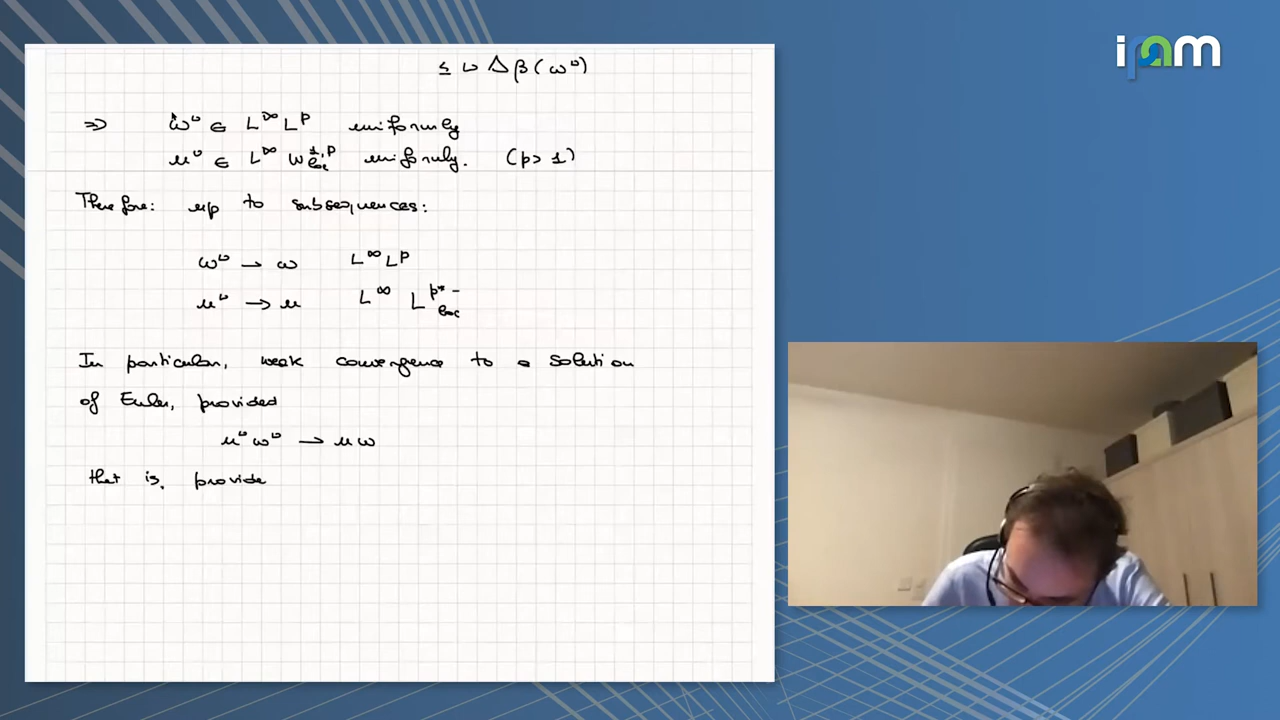 ≤ ν Δβ(ω^ν)
⇒ ω^ν ∈ L^∞ L^p uniformly
u^ν ∈ L^∞ W^{1,p}_{loc} uniformly. (p>1)
Therefore: up to subsequences:
ω^ν ⇀ ω L^∞ L^p
u^ν → u L^∞ L^{p*-}_{loc}
In particular, weak convergence to a solution
of Euler, provided
u^ν ω^ν → u ω
that is, provide
ipam